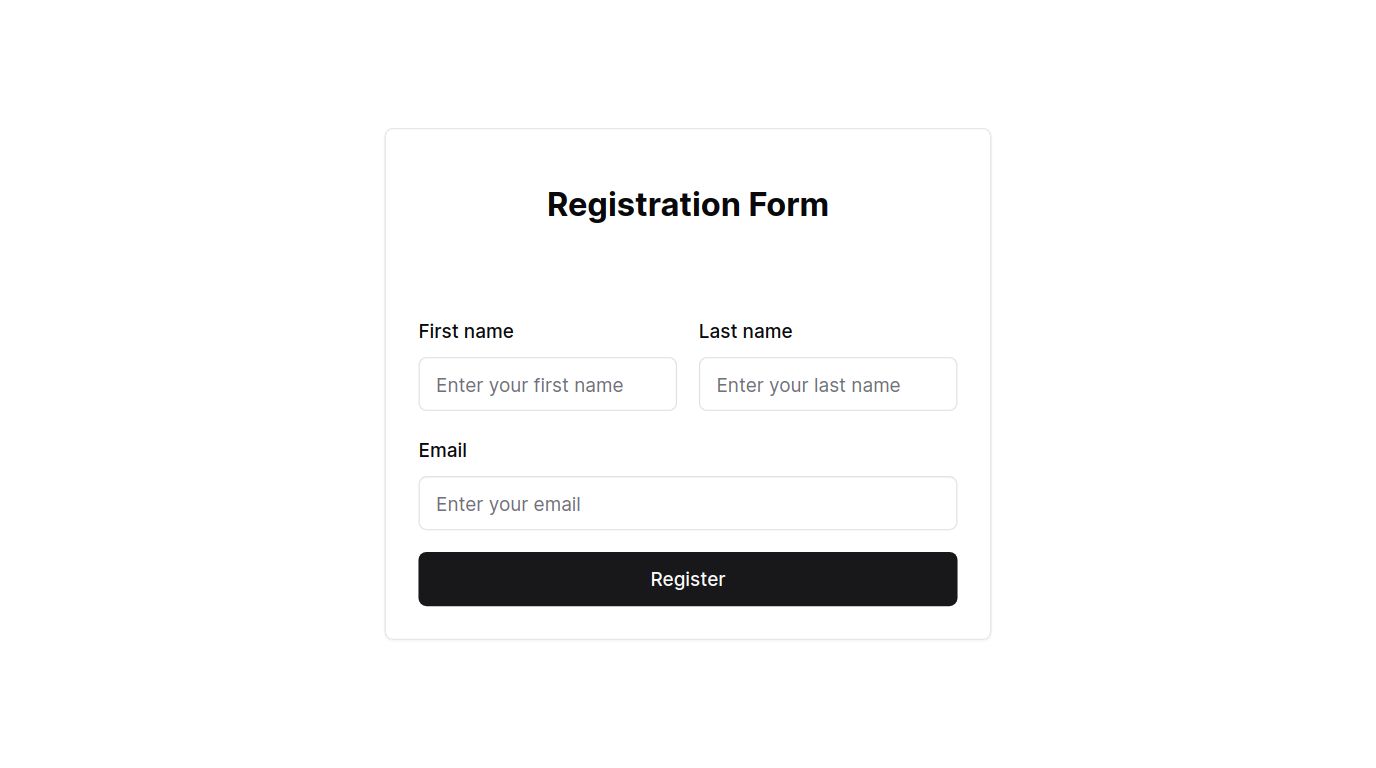 Registration Form
First name
Last name
Enter your first name
Enter your last name
Email
Enter your email
Register